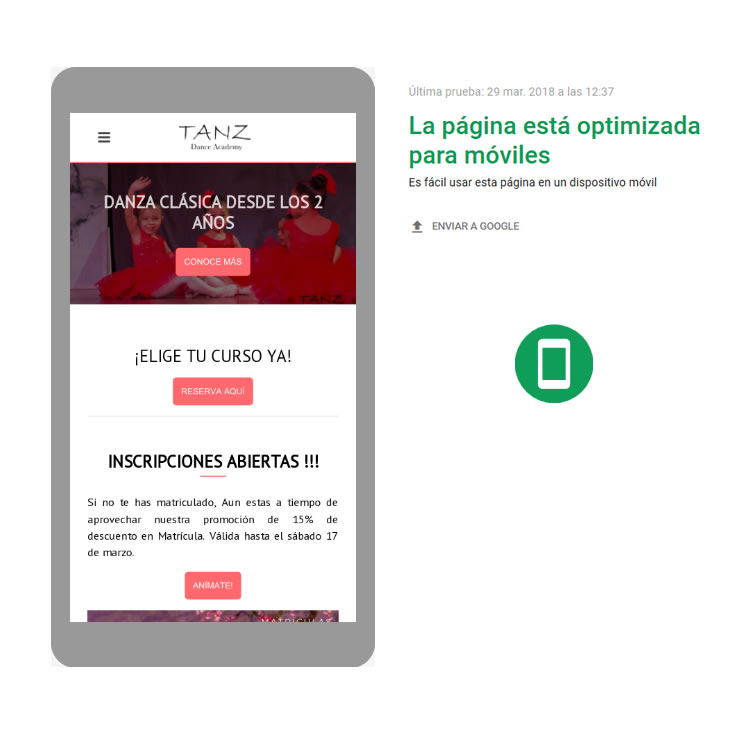 TANZ
Dance Academy
DANZA CLÁSICA DESDE LOS 2
AÑOS
CONOCE MÁS
TANZ
¡ELIGE TU CURSO YA!
RESERVA AQUÍ
INSCRIPCIONES ABIERTAS !!!
Si no te has matriculado, Aun estas a tiempo de
aprovechar nuestra promoción de 15% de
descuento en Matrícula. Válida hasta el sábado 17
de marzo.
ANÍMATE!
MATRICULAS
Última prueba: 29 mar. 2018 a las 12:37
La página está optimizada
para móviles
Es fácil usar esta página en un dispositivo móvil
ENVIAR A GOOGLE